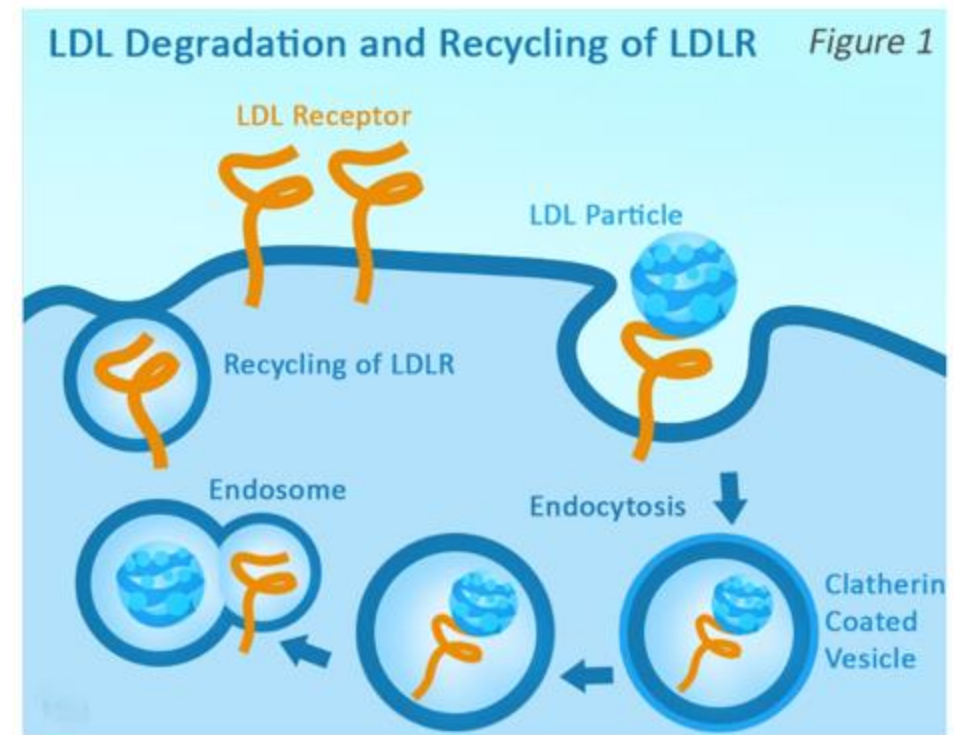 LDL Degradation and Recycling of LDLR
Figure 1
LDL Receptor
LDL Particle
Recycling of LDLR
Endosome
Endocytosis
Clatherin
Coated
Vesicle